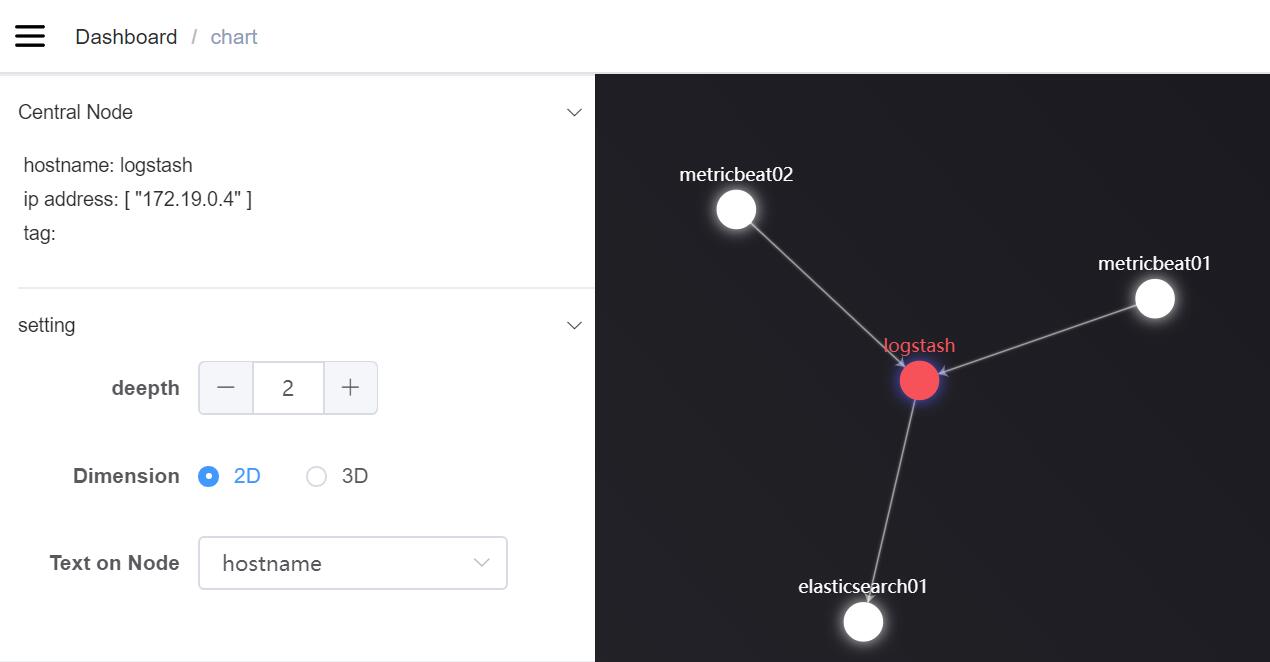 Dashboard / chart
Central Node
hostname: logstash
ip address: [ "172.19.0.4" ]
tag:
setting
deepth 2
Dimension 2D 3D
Text on Node hostname
metricbeat02
metricbeat01
logstash
elasticsearch01